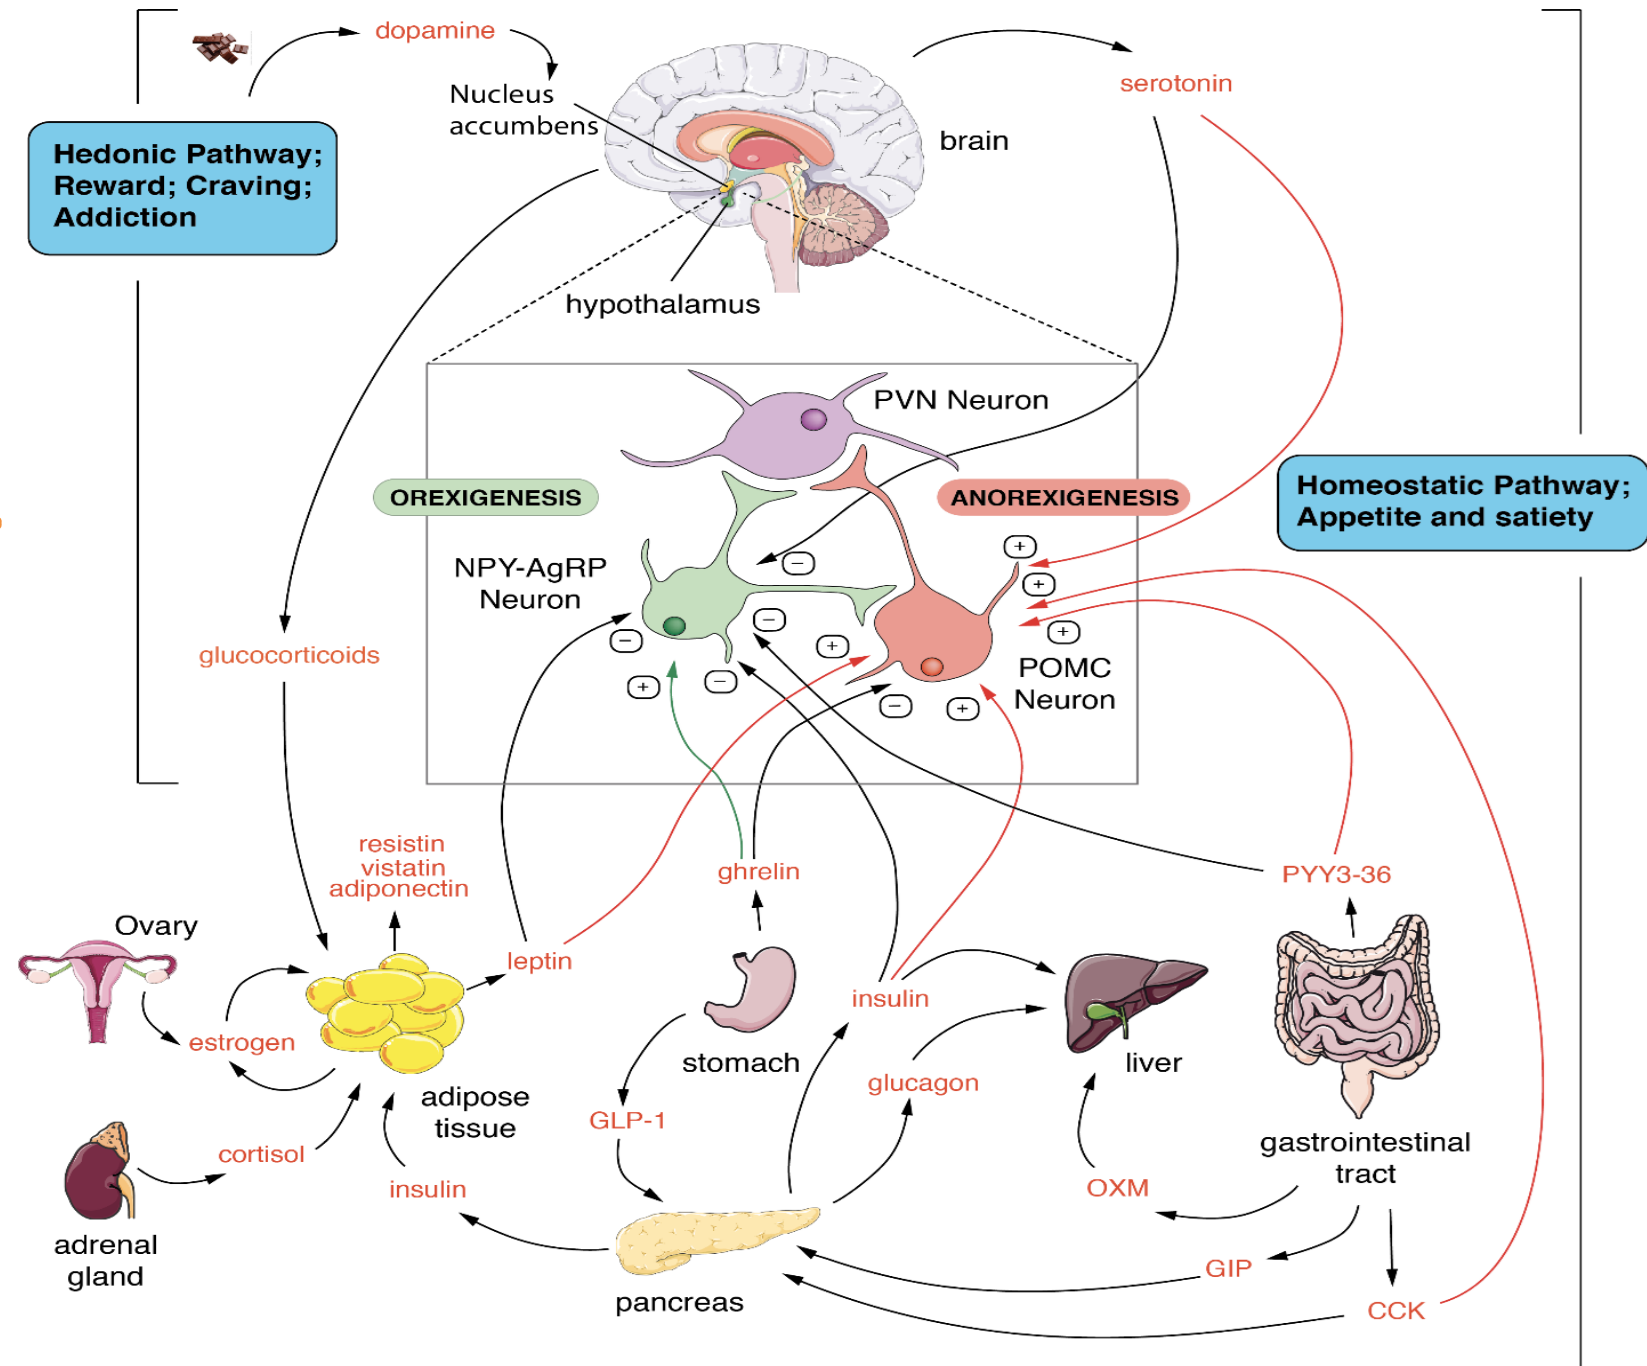 dopamine
Nucleus
accumbens
serotonin
brain
Hedonic Pathway;
Reward; Craving;
Addiction
hypothalamus
PVN Neuron
OREXIGENESIS
ANOREXIGENESIS
Homeostatic Pathway;
Appetite and satiety
NPY-AgRP
Neuron
−
+
+
−
−
+
+
POMC
Neuron
+
−
−
+
glucocorticoids
resistin
vistatin
adiponectin
ghrelin
PYY3-36
Ovary
leptin
insulin
estrogen
stomach
liver
glucagon
adipose
tissue
GLP-1
cortisol
insulin
OXM
gastrointestinal
tract
adrenal
gland
pancreas
GIP
CCK